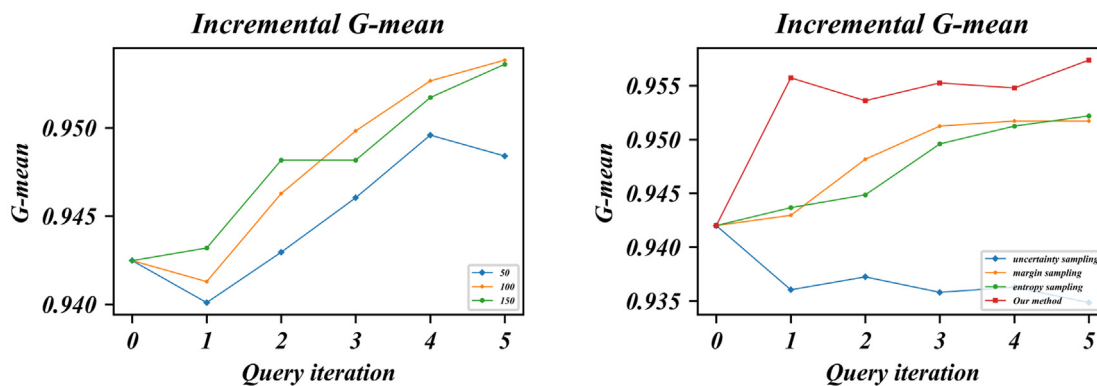 Incremental G-mean
G-mean
0.950
0.945
0.940
0 1 2 3 4 5
Query iteration
50
100
150
Incremental G-mean
G-mean
0.955
0.950
0.945
0.940
0.935
0 1 2 3 4 5
Query iteration
uncertainty sampling
margin sampling
entropy sampling
Our method